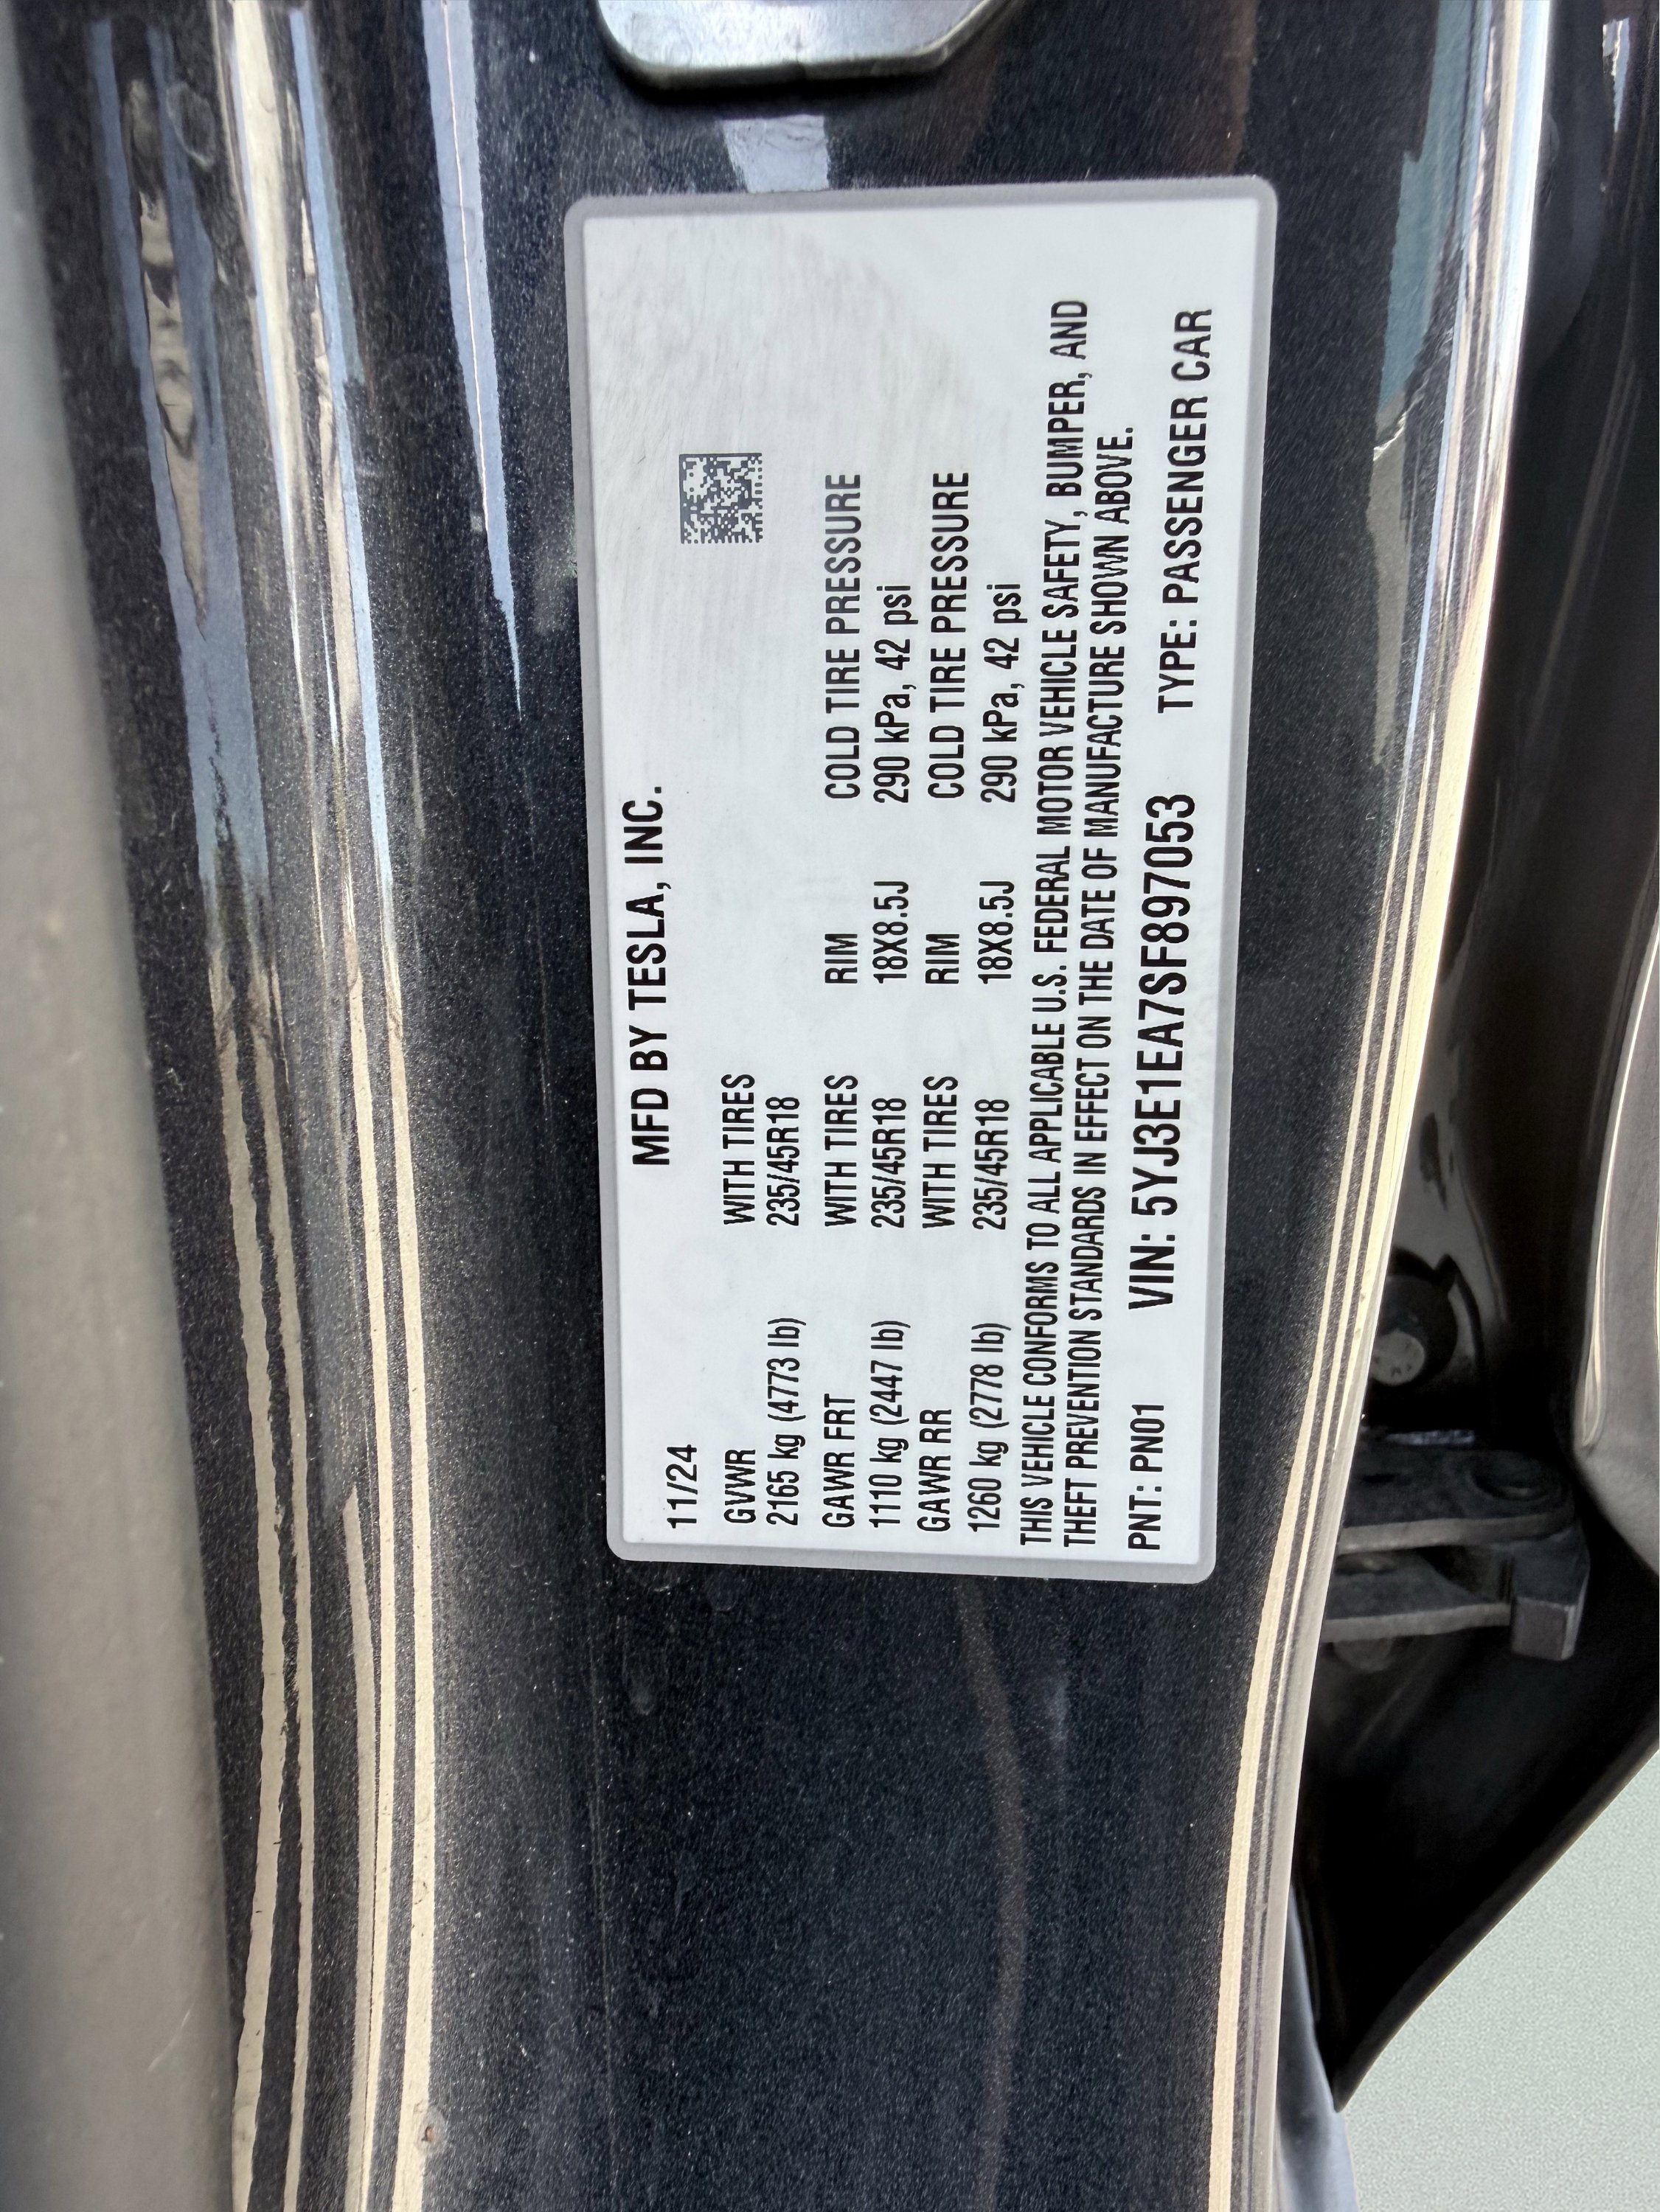 MFD BY TESLA, INC.
11/24
GVWR WITH TIRES
2165 kg (4773 lb) 235/45R18
GAWR FRT WITH TIRES RIM COLD TIRE PRESSURE
1110 kg (2447 lb) 235/45R18 18X8.5J 290 kPa, 42 psi
GAWR RR WITH TIRES RIM COLD TIRE PRESSURE
1260 kg (2778 lb) 235/45R18 18X8.5J 290 kPa, 42 psi
THIS VEHICLE CONFORMS TO ALL APPLICABLE U.S. FEDERAL MOTOR VEHICLE SAFETY, BUMPER, AND
THEFT PREVENTION STANDARDS IN EFFECT ON THE DATE OF MANUFACTURE SHOWN ABOVE.
PNT: PN01 VIN: 5YJ3E1EA7SF897053 TYPE: PASSENGER CAR